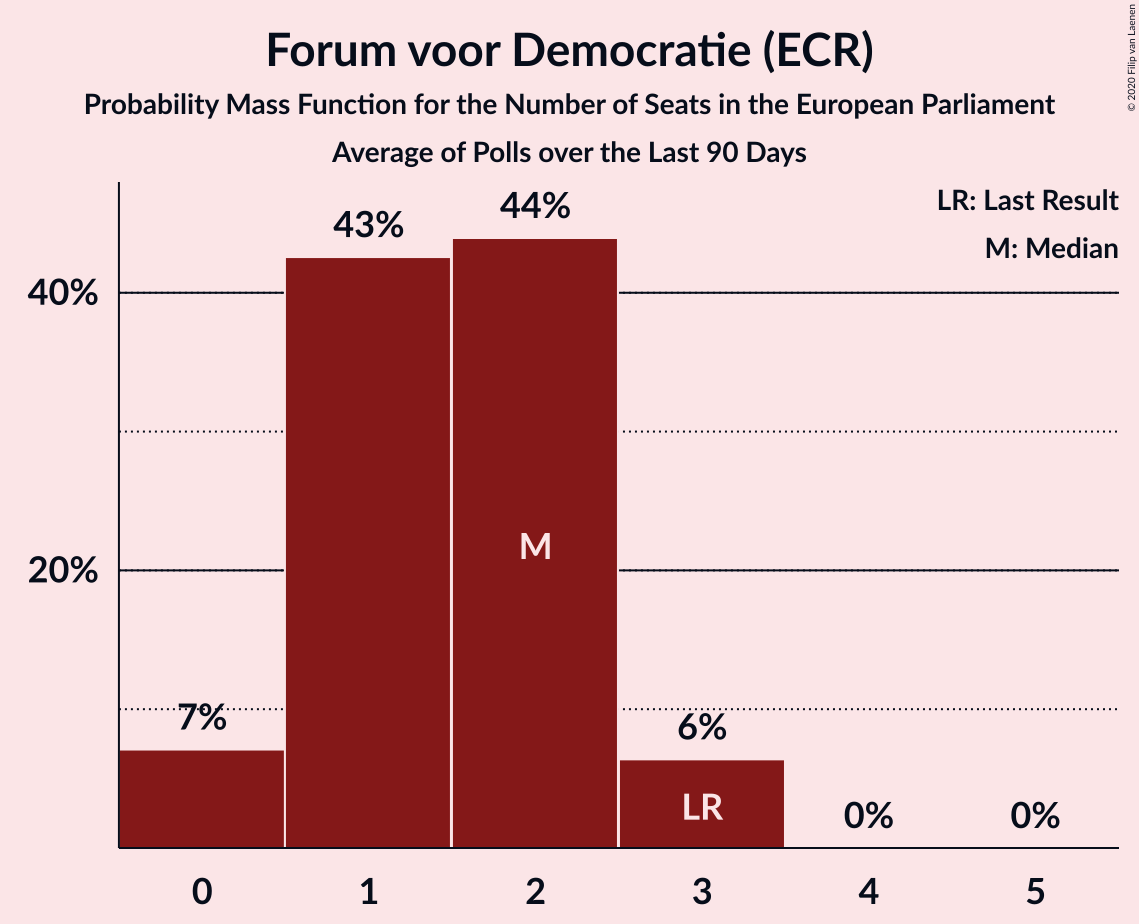 Forum voor Democratie (ECR)
Probability Mass Function for the Number of Seats in the European Parliament
Average of Polls over the Last 90 Days
© 2020 Filip van Laenen
LR: Last Result
M: Median
44%
43%
40%
M
20%
7%
6%
LR
0%
0%
0
1
2
3
4
5